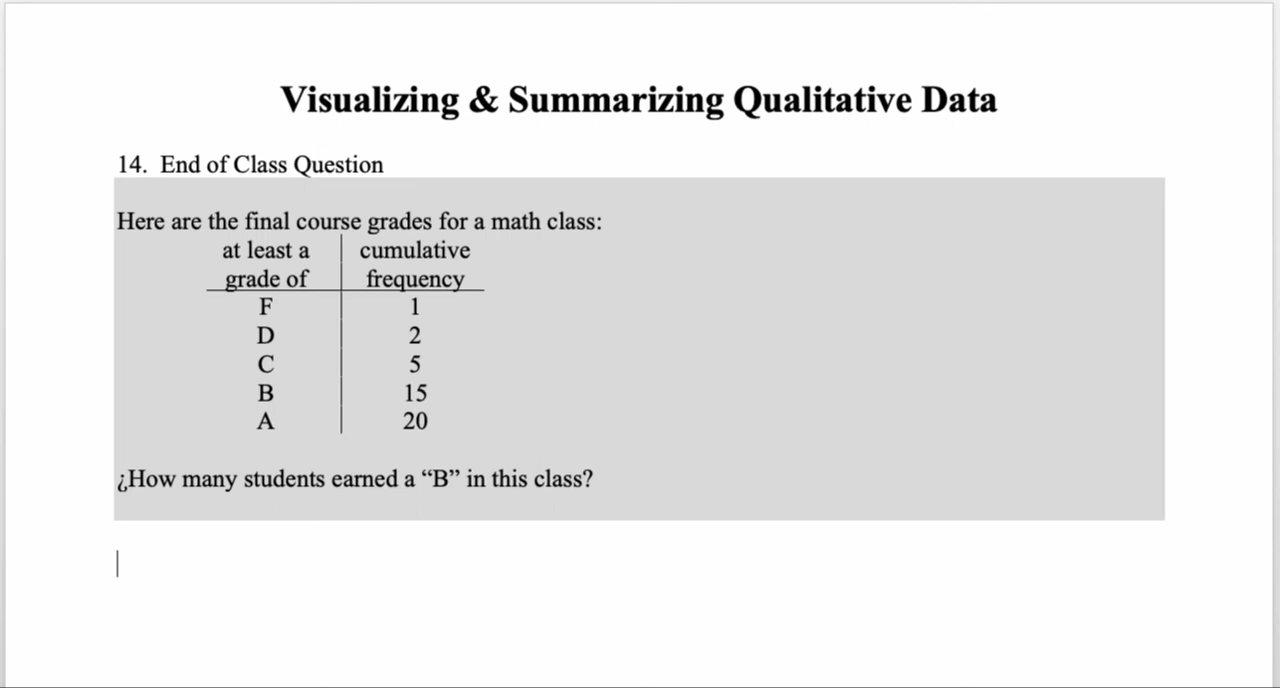 Visualizing & Summarizing Qualitative Data
14. End of Class Question
Here are the final course grades for a math class:
at least a cumulative
grade of frequency
F 1
D 2
C 5
B 15
A 20
¿How many students earned a “B” in this class?